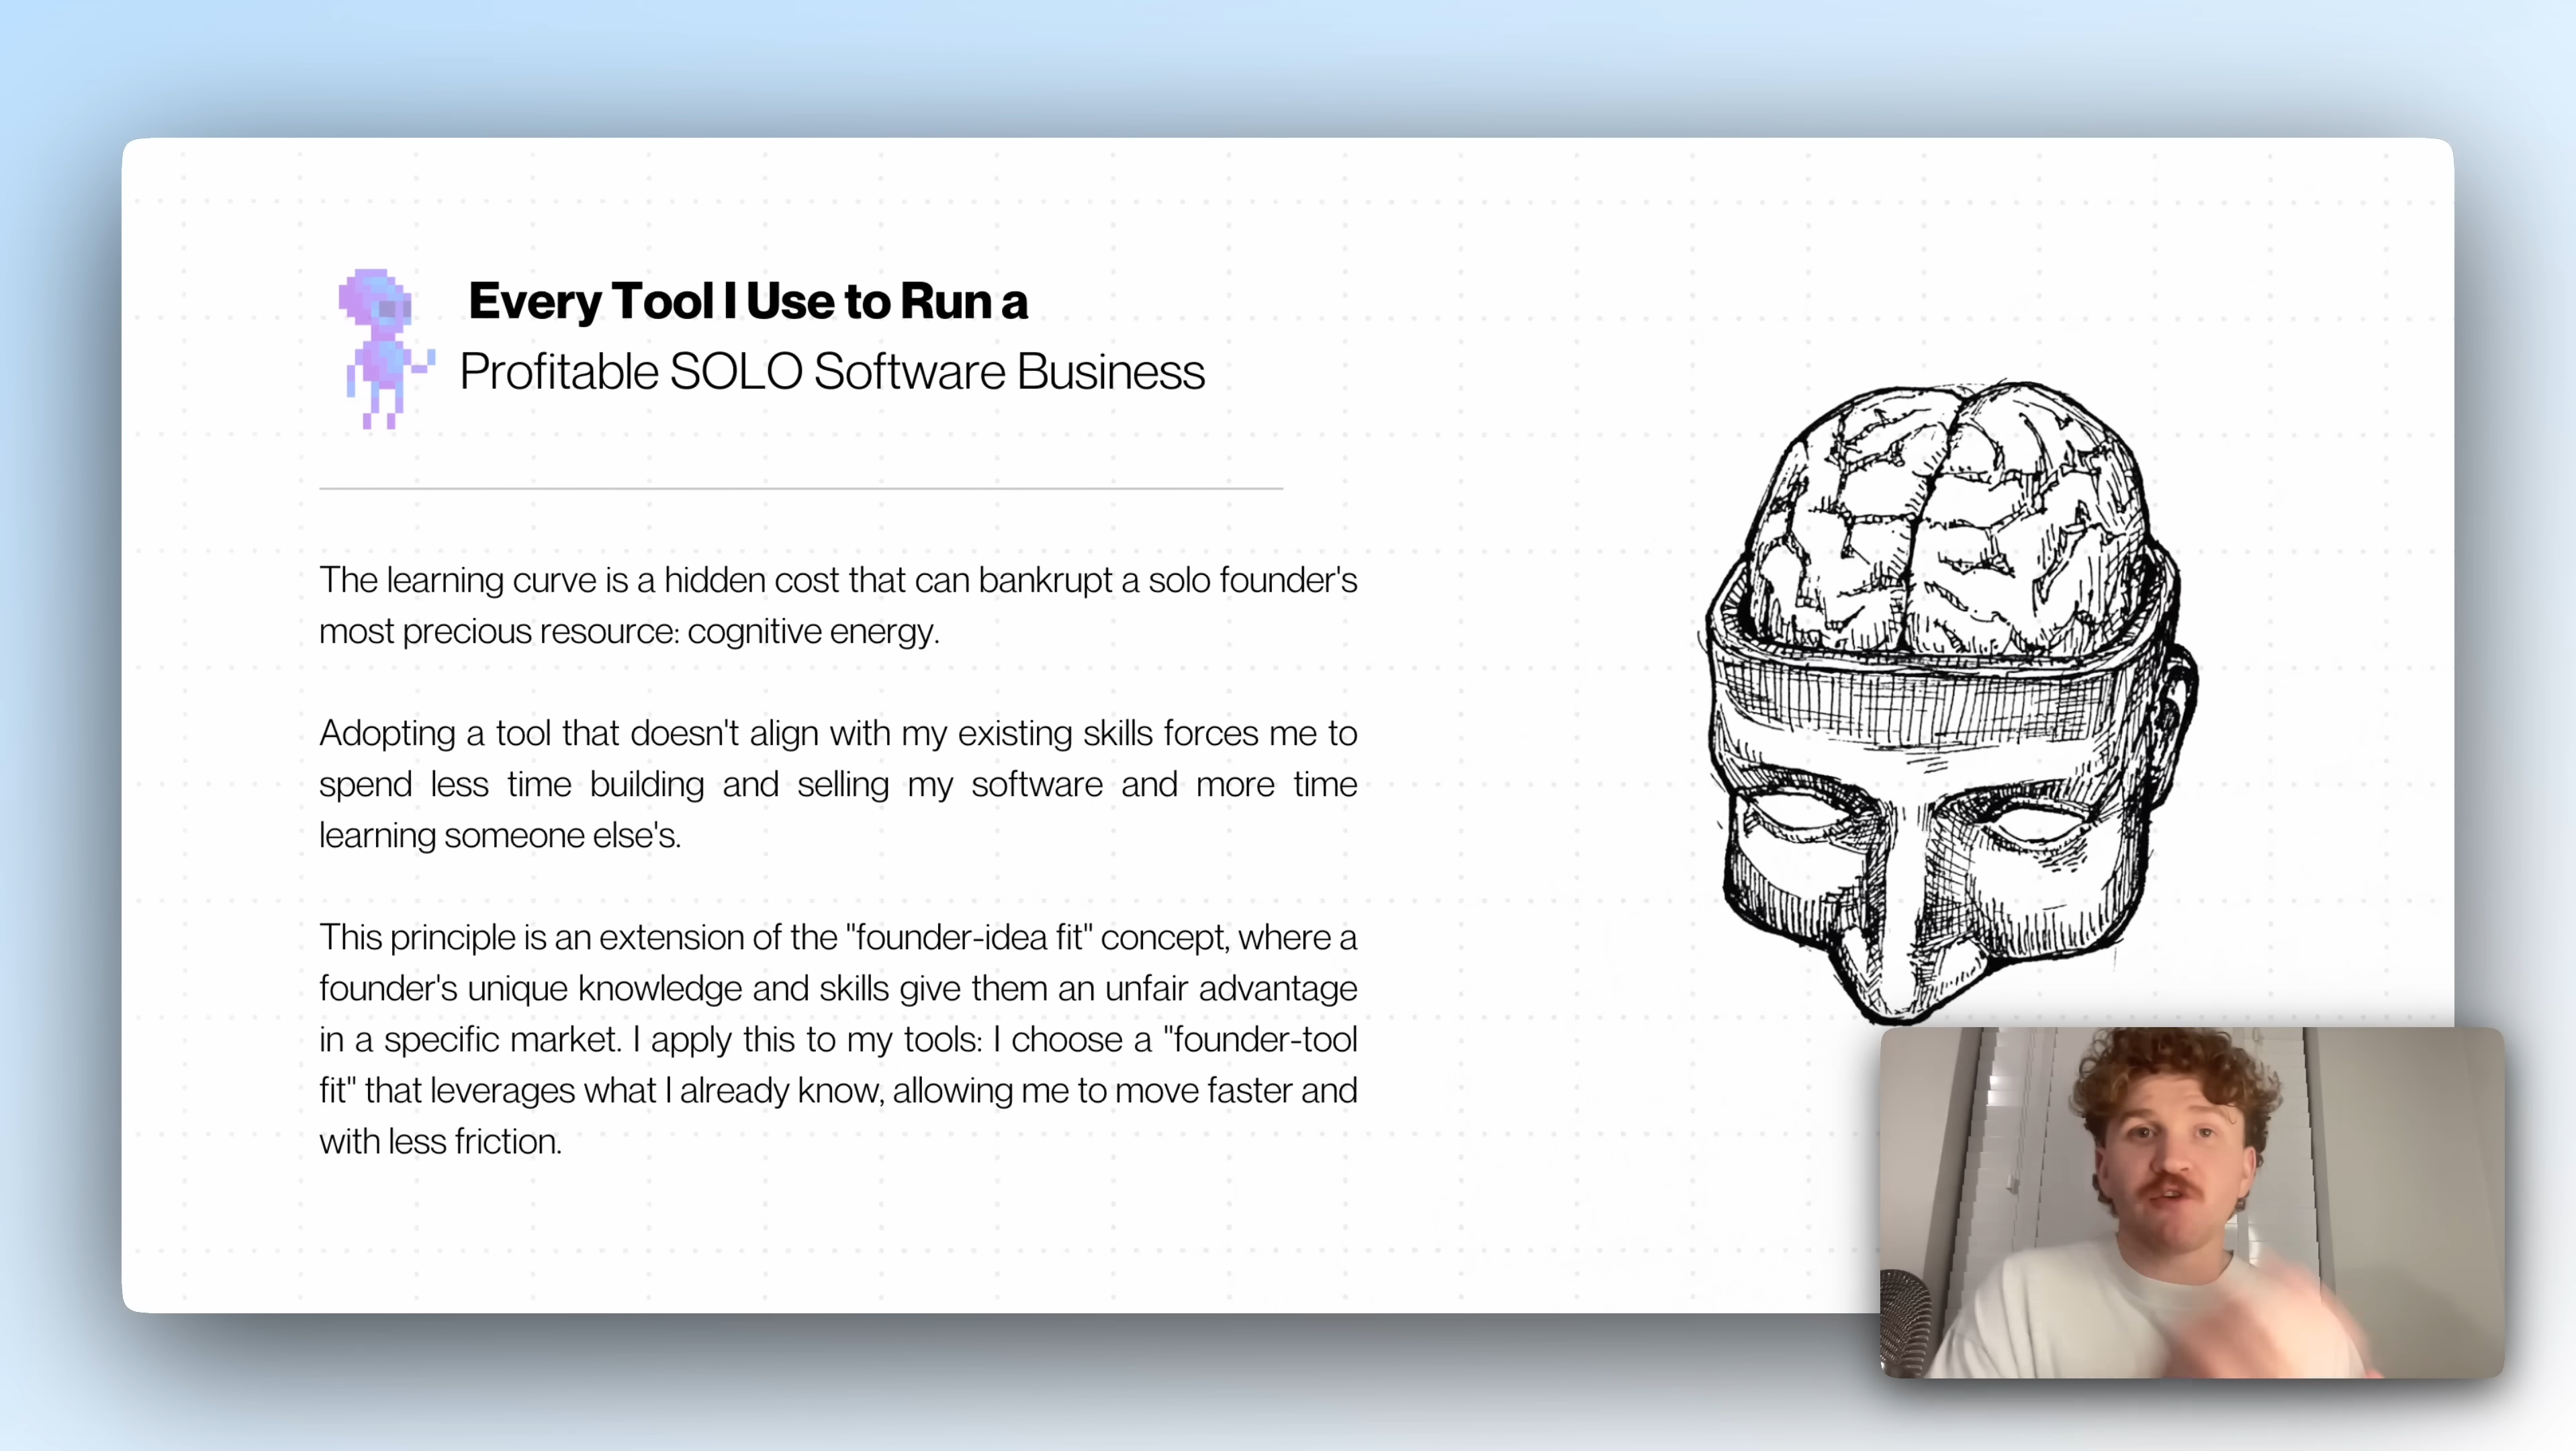 Every Tool I Use to Run a
Profitable SOLO Software Business
The learning curve is a hidden cost that can bankrupt a solo founder's
most precious resource: cognitive energy.
Adopting a tool that doesn't align with my existing skills forces me to
spend less time building and selling my software and more time
learning someone else's.
This principle is an extension of the "founder-idea fit" concept, where a
founder's unique knowledge and skills give them an unfair advantage
in a specific market. I apply this to my tools: I choose a "founder-tool
fit" that leverages what I already know, allowing me to move faster and
with less friction.